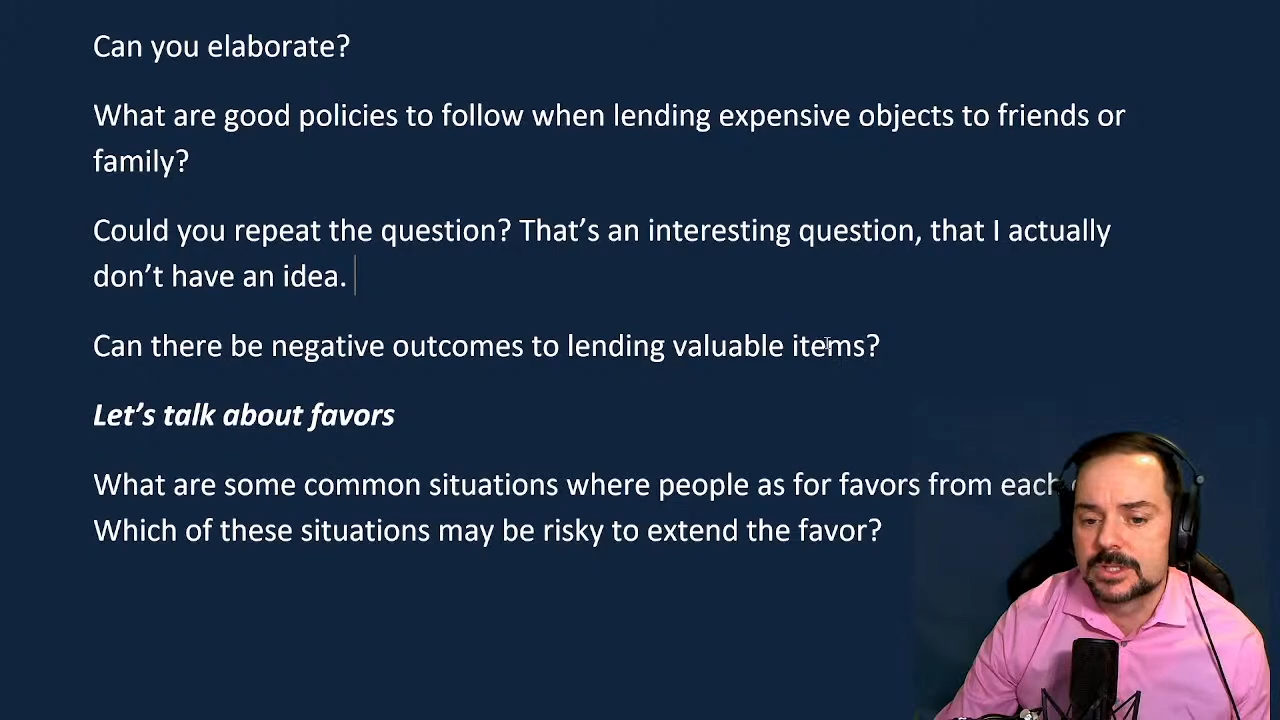 Can you elaborate?
What are good policies to follow when lending expensive objects to friends or
family?
Could you repeat the question? That’s an interesting question, that I actually
don’t have an idea.
Can there be negative outcomes to lending valuable items?
Let’s talk about favors
What are some common situations where people as for favors from each
Which of these situations may be risky to extend the favor?